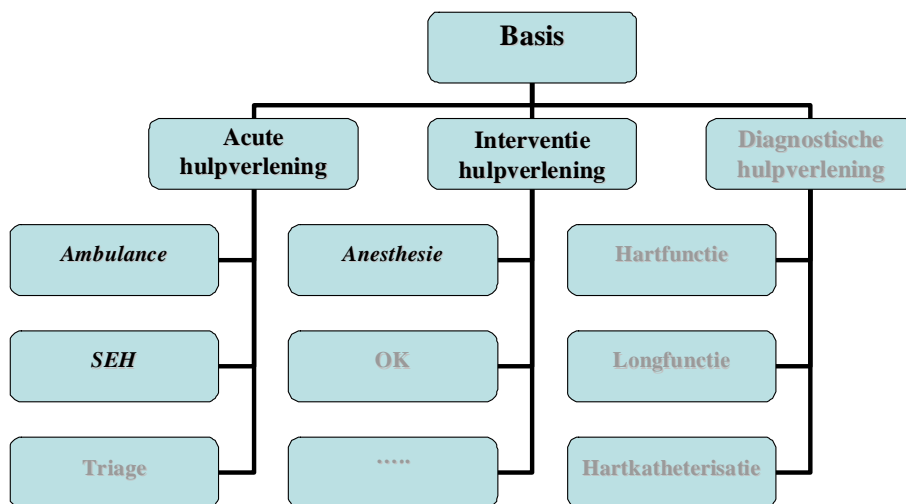 Basis
Acute
hulpverlening
Interventie
hulpverlening
Diagnostische
hulpverlening
Ambulance
Anesthesie
Hartfunctie
SEH
OK
Longfunctie
Triage
.....
Hartkatheterisatie